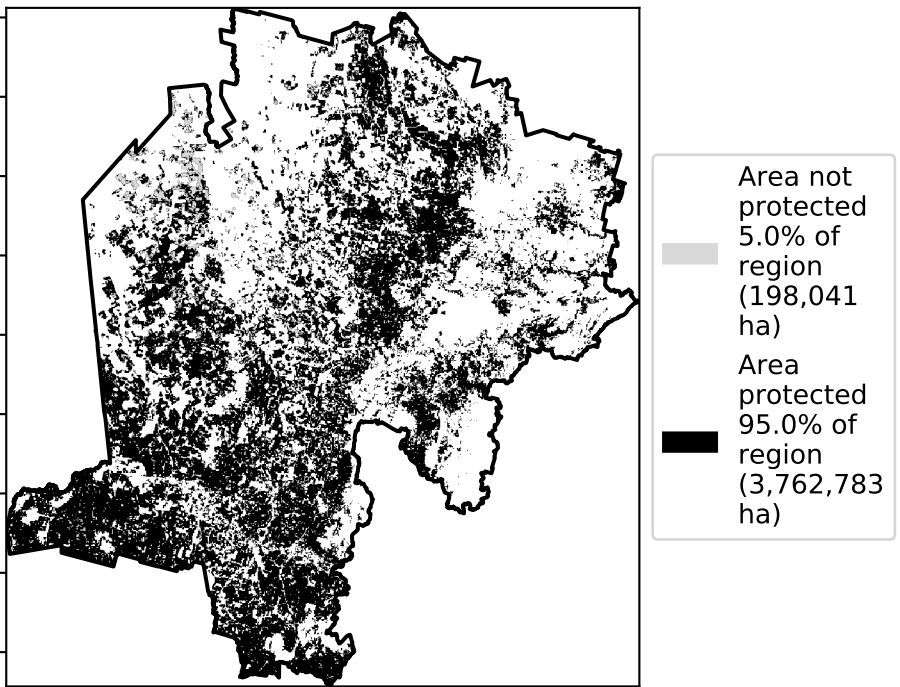 Area not
protected
5.0% of
region
(198,041
ha)
Area
protected
95.0% of
region
(3,762,783
ha)